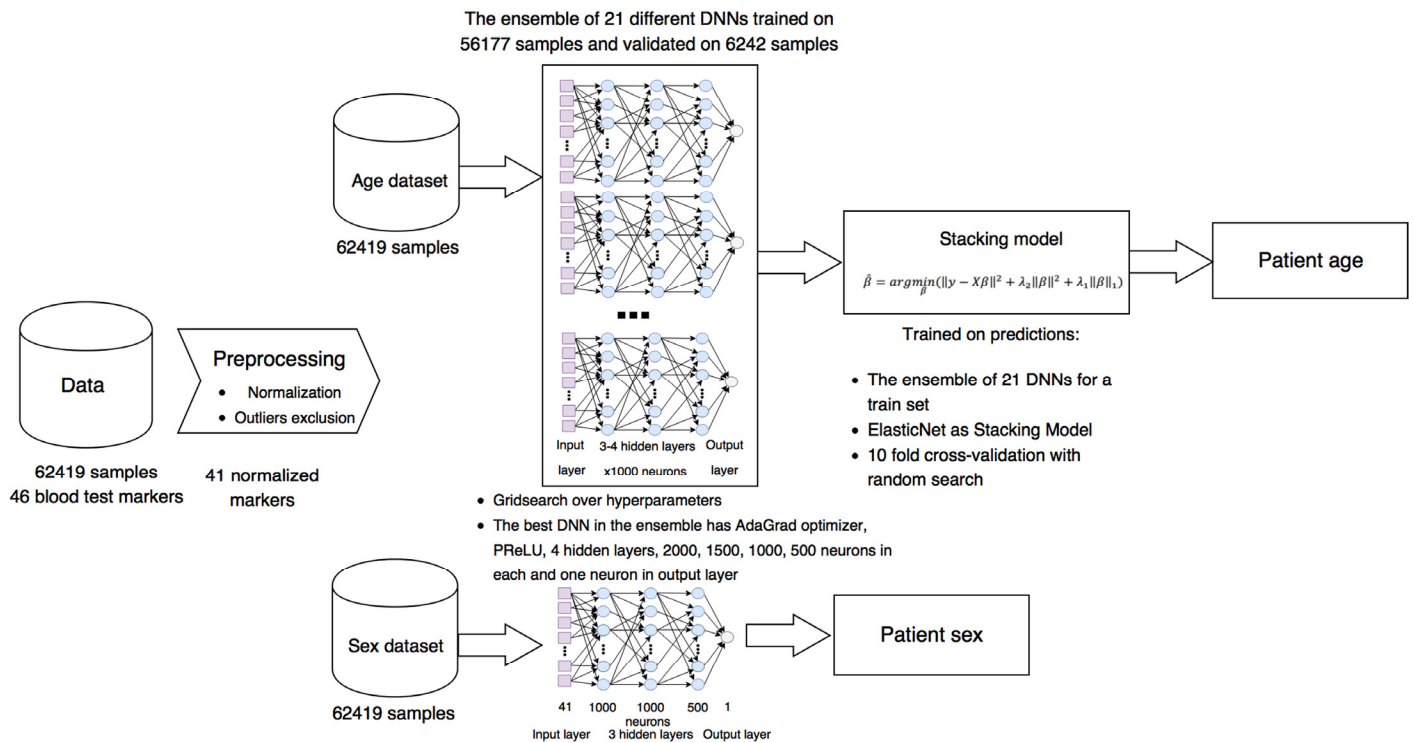 The ensemble of 21 different DNNs trained on
56177 samples and validated on 6242 samples
Age dataset
62419 samples
Data
62419 samples
46 blood test markers
Preprocessing
• Normalization
• Outliers exclusion
41 normalized
markers
Input
layer
3-4 hidden layers
x1000 neurons
Output
layer
• Gridsearch over hyperparameters
• The best DNN in the ensemble has AdaGrad optimizer,
PReLU, 4 hidden layers, 2000, 1500, 1000, 500 neurons in
each and one neuron in output layer
Stacking model
β̂ = argmin(‖y − Xβ‖² + λ₂‖β‖² + λ₁‖β‖₁)
β
Trained on predictions:
• The ensemble of 21 DNNs for a
train set
• ElasticNet as Stacking Model
• 10 fold cross-validation with
random search
Patient age
Sex dataset
62419 samples
41 1000 1000 500 1
neurons
Input layer 3 hidden layers Output layer
Patient sex